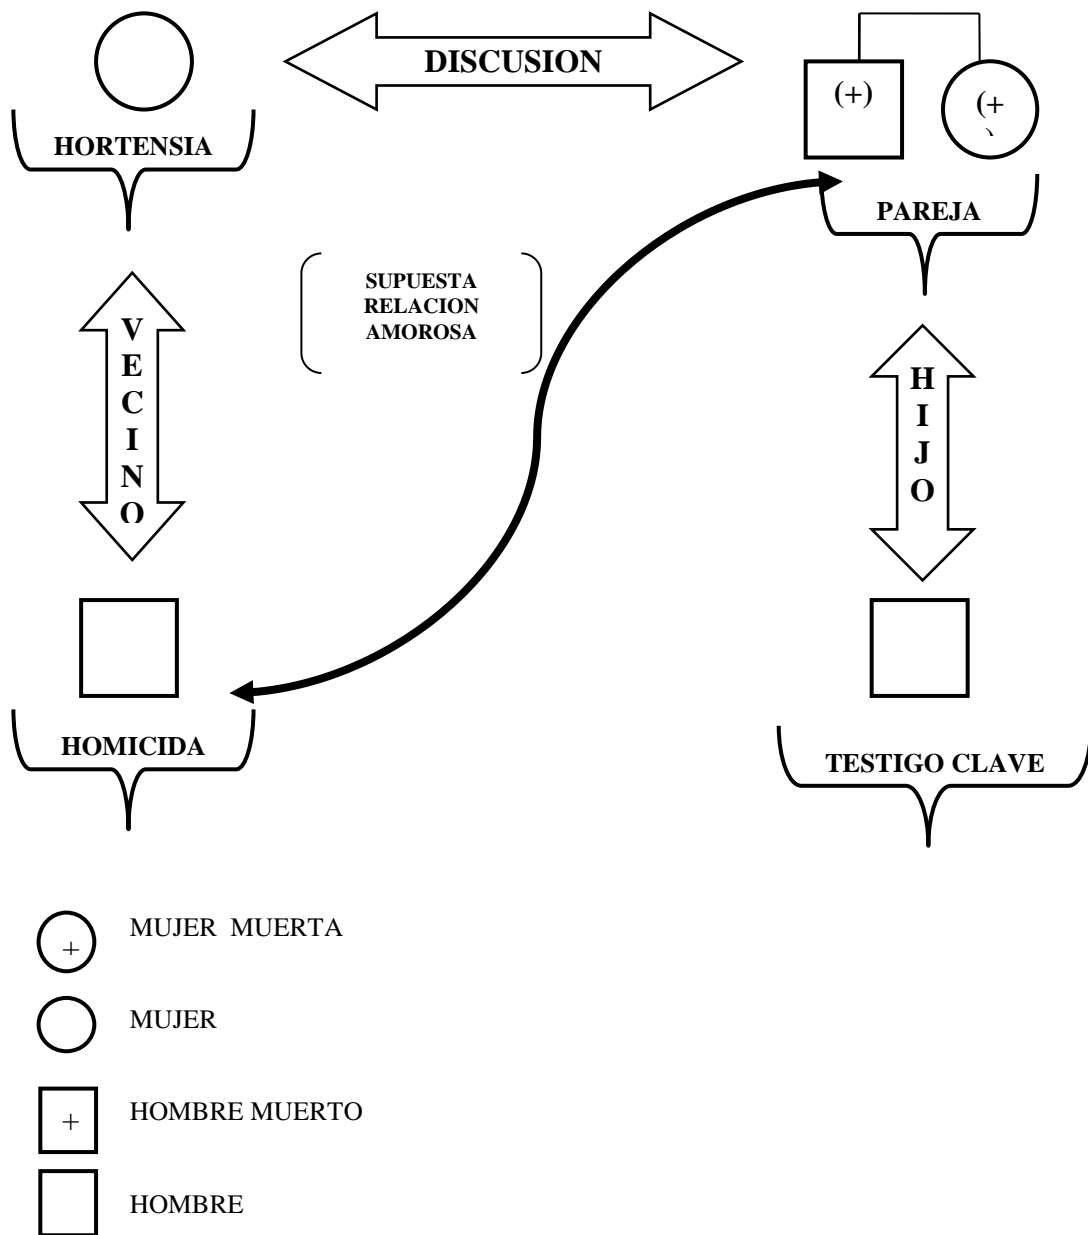 DISCUSION
(+)
(+
HORTENSIA
PAREJA
SUPUESTA
RELACION
AMOROSA
V
E
C
I
N
O
H
I
J
O
HOMICIDA
TESTIGO CLAVE
+
MUJER MUERTA
MUJER
+
HOMBRE MUERTO
HOMBRE